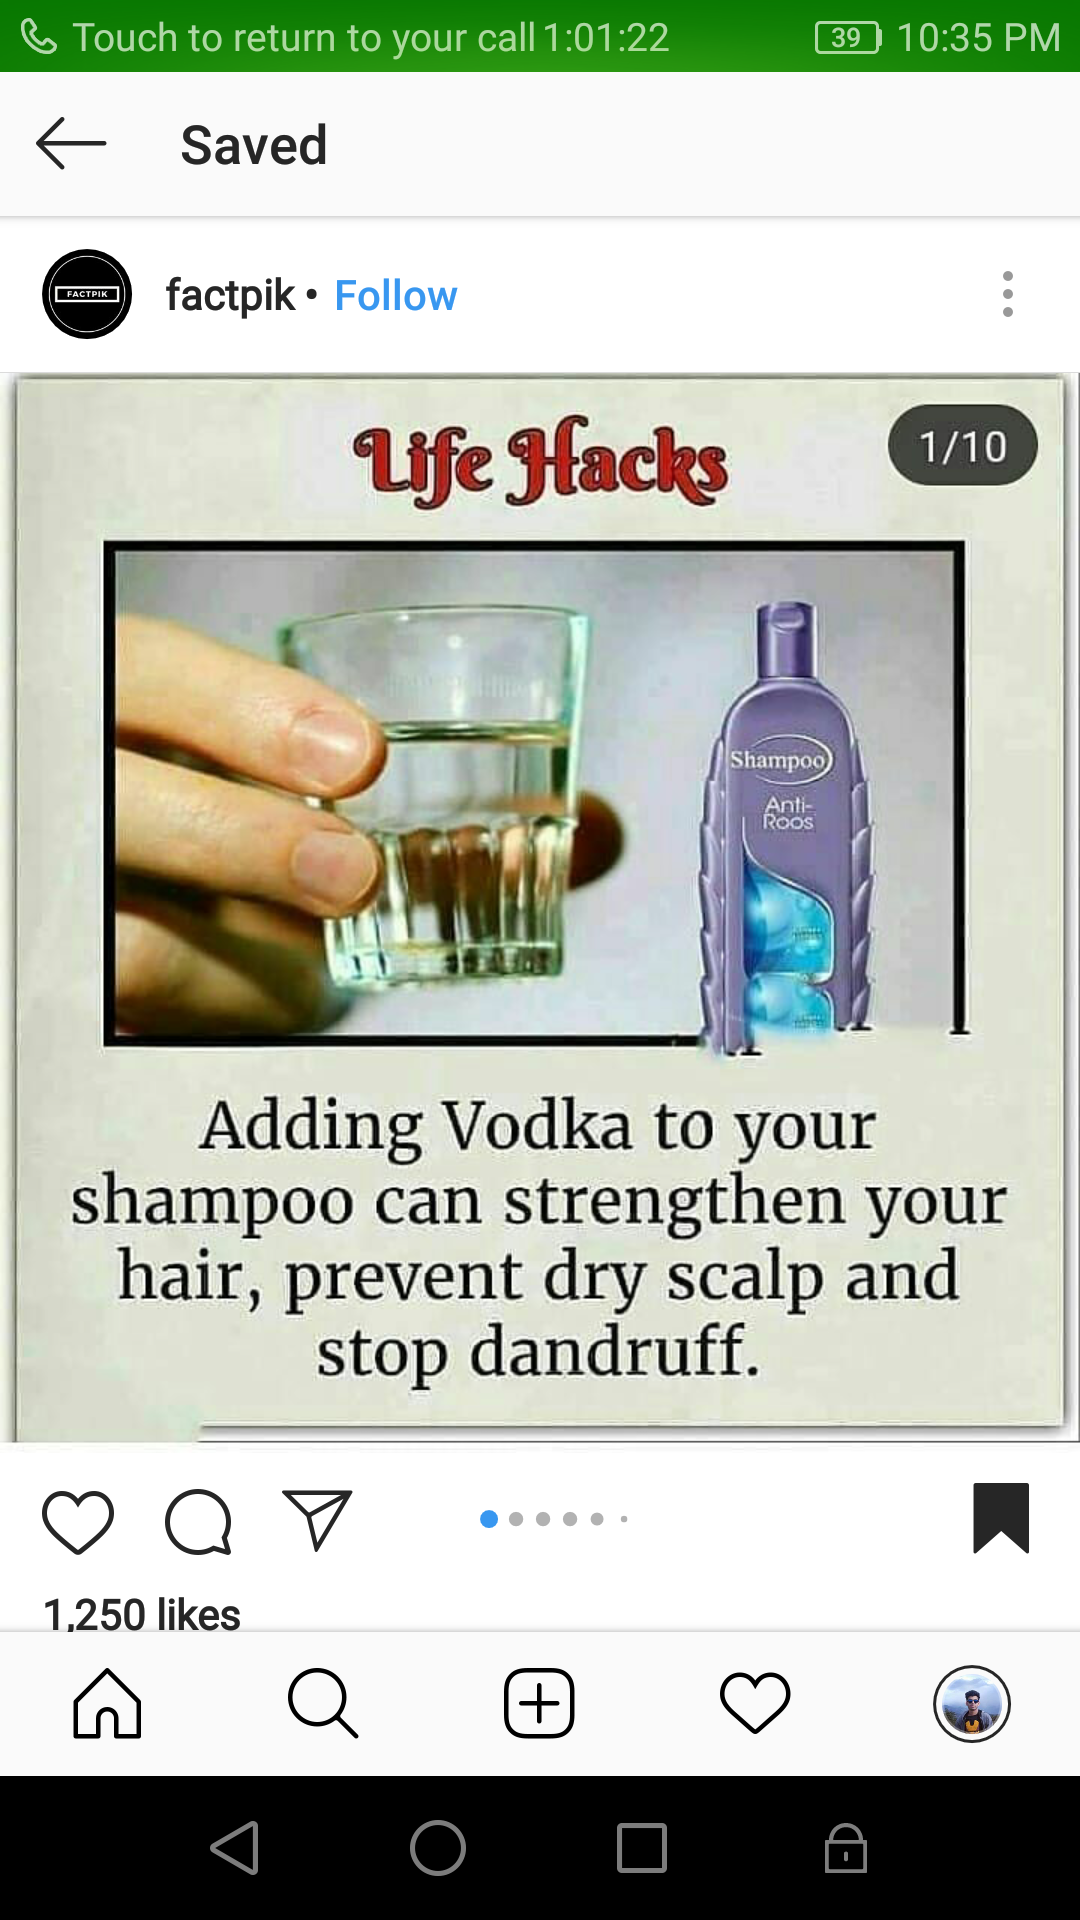 Touch to return to your call 1:01:22 39 10:35 PM
Saved
FACTPIK
factpik • Follow
Life Hacks
1/10
Shampoo
Anti-
Roos
Adding Vodka to your
shampoo can strengthen your
hair, prevent dry scalp and
stop dandruff.
1,250 likes